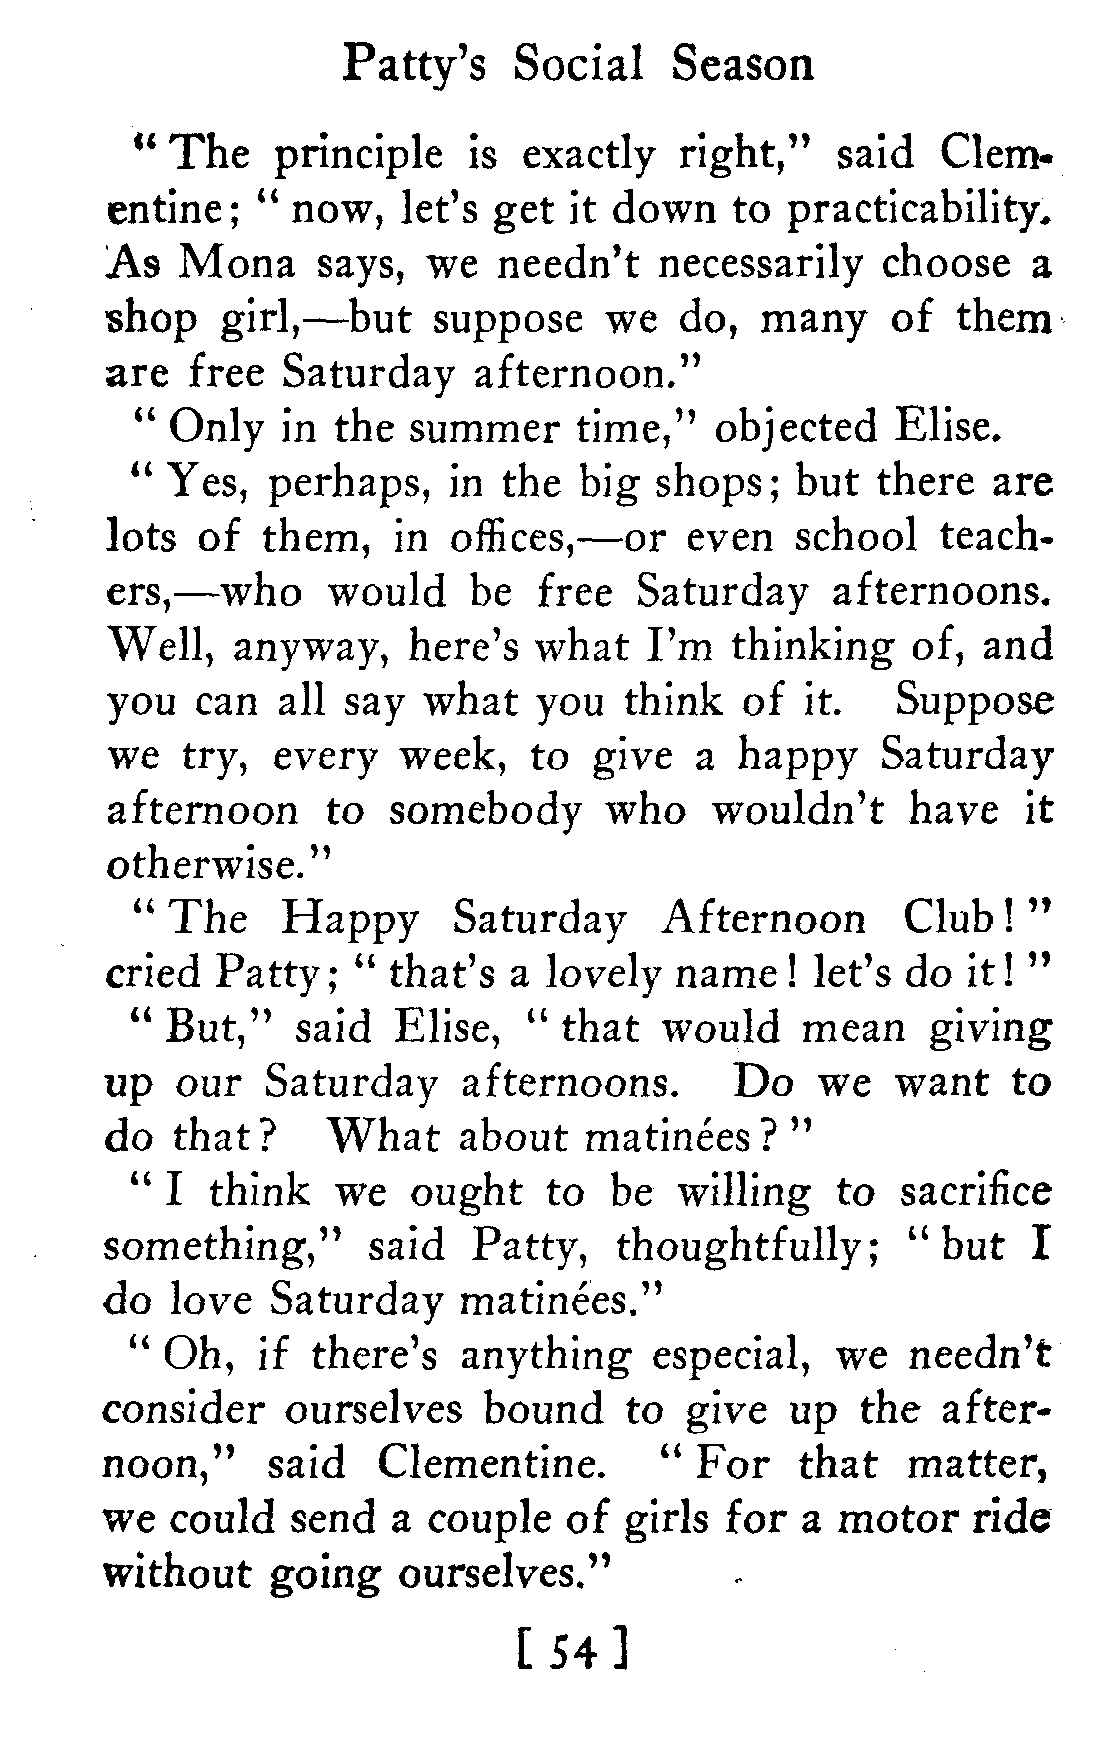 Patty's Social Season
" The principle is exactly right," said Clem-
entine; " now, let's get it down to practicability.
As Mona says, we needn't necessarily choose a
shop girl,—but suppose we do, many of them
are free Saturday afternoon."
" Only in the summer time," objected Elise.
" Yes, perhaps, in the big shops; but there are
lots of them, in offices,—or even school teach-
ers,—who would be free Saturday afternoons.
Well, anyway, here's what I'm thinking of, and
you can all say what you think of it. Suppose
we try, every week, to give a happy Saturday
afternoon to somebody who wouldn't have it
otherwise."
" The Happy Saturday Afternoon Club! "
cried Patty; " that's a lovely name! let's do it! "
" But," said Elise, " that would mean giving
up our Saturday afternoons. Do we want to
do that? What about matinées? "
" I think we ought to be willing to sacrifice
something," said Patty, thoughtfully; " but I
do love Saturday matinées."
" Oh, if there's anything especial, we needn't
consider ourselves bound to give up the after-
noon," said Clementine. " For that matter,
we could send a couple of girls for a motor ride
without going ourselves."
[ 54 ]